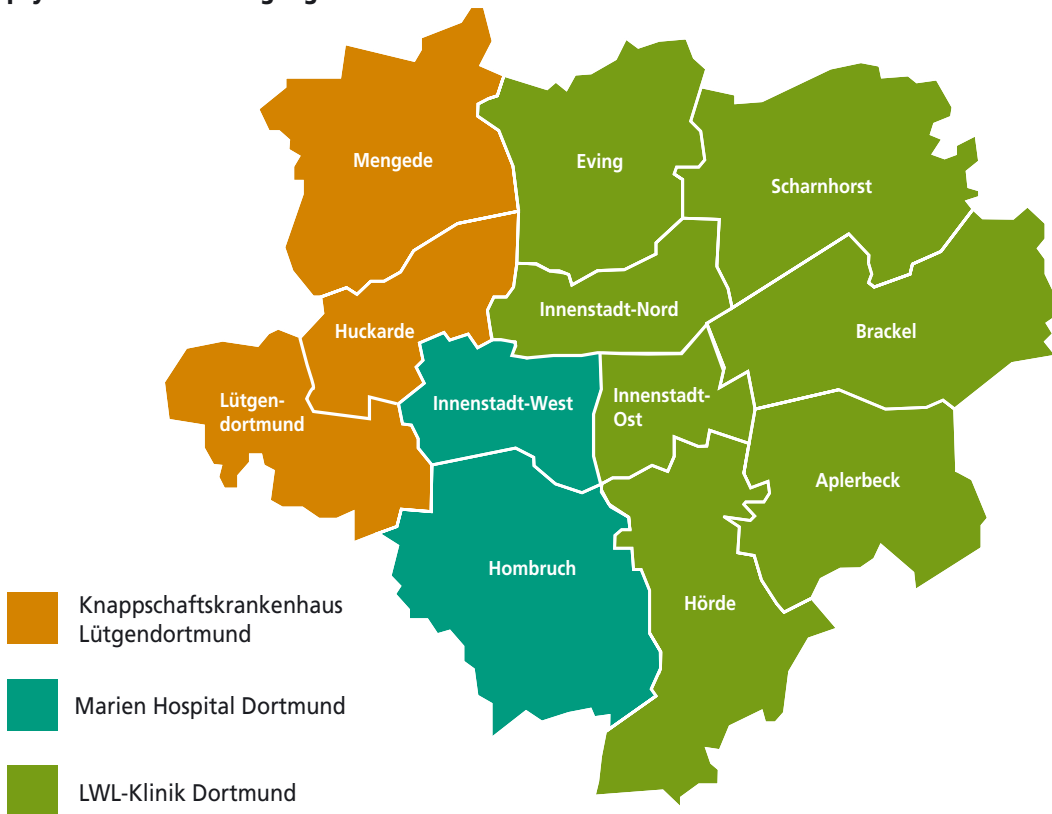 Mengede
Eving
Scharnhorst
Innenstadt-Nord
Huckarde
Brackel
Lütgen-
dortmund
Innenstadt-West
Innenstadt-
Ost
Aplerbeck
Hombruch
Hörde
Knappschaftskrankenhaus
Lütgendortmund
Marien Hospital Dortmund
LWL-Klinik Dortmund